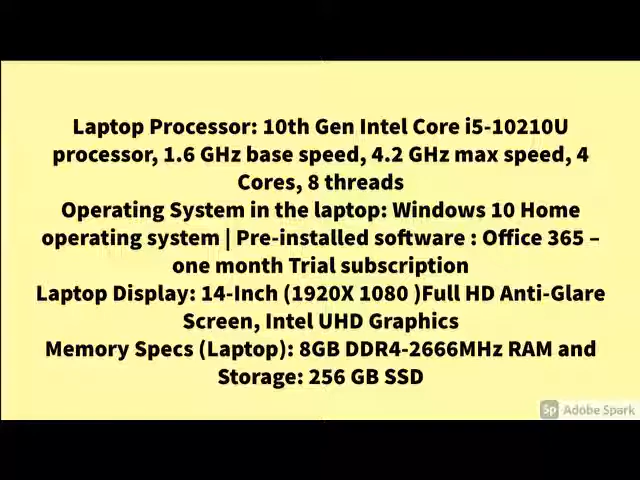 Laptop Processor: 10th Gen Intel Core i5-10210U
processor, 1.6 GHz base speed, 4.2 GHz max speed, 4
Cores, 8 threads
Operating System in the laptop: Windows 10 Home
operating system | Pre-installed software : Office 365 –
one month Trial subscription
Laptop Display: 14-Inch (1920X 1080 )Full HD Anti-Glare
Screen, Intel UHD Graphics
Memory Specs (Laptop): 8GB DDR4-2666MHz RAM and
Storage: 256 GB SSD
Sp Adobe Spark